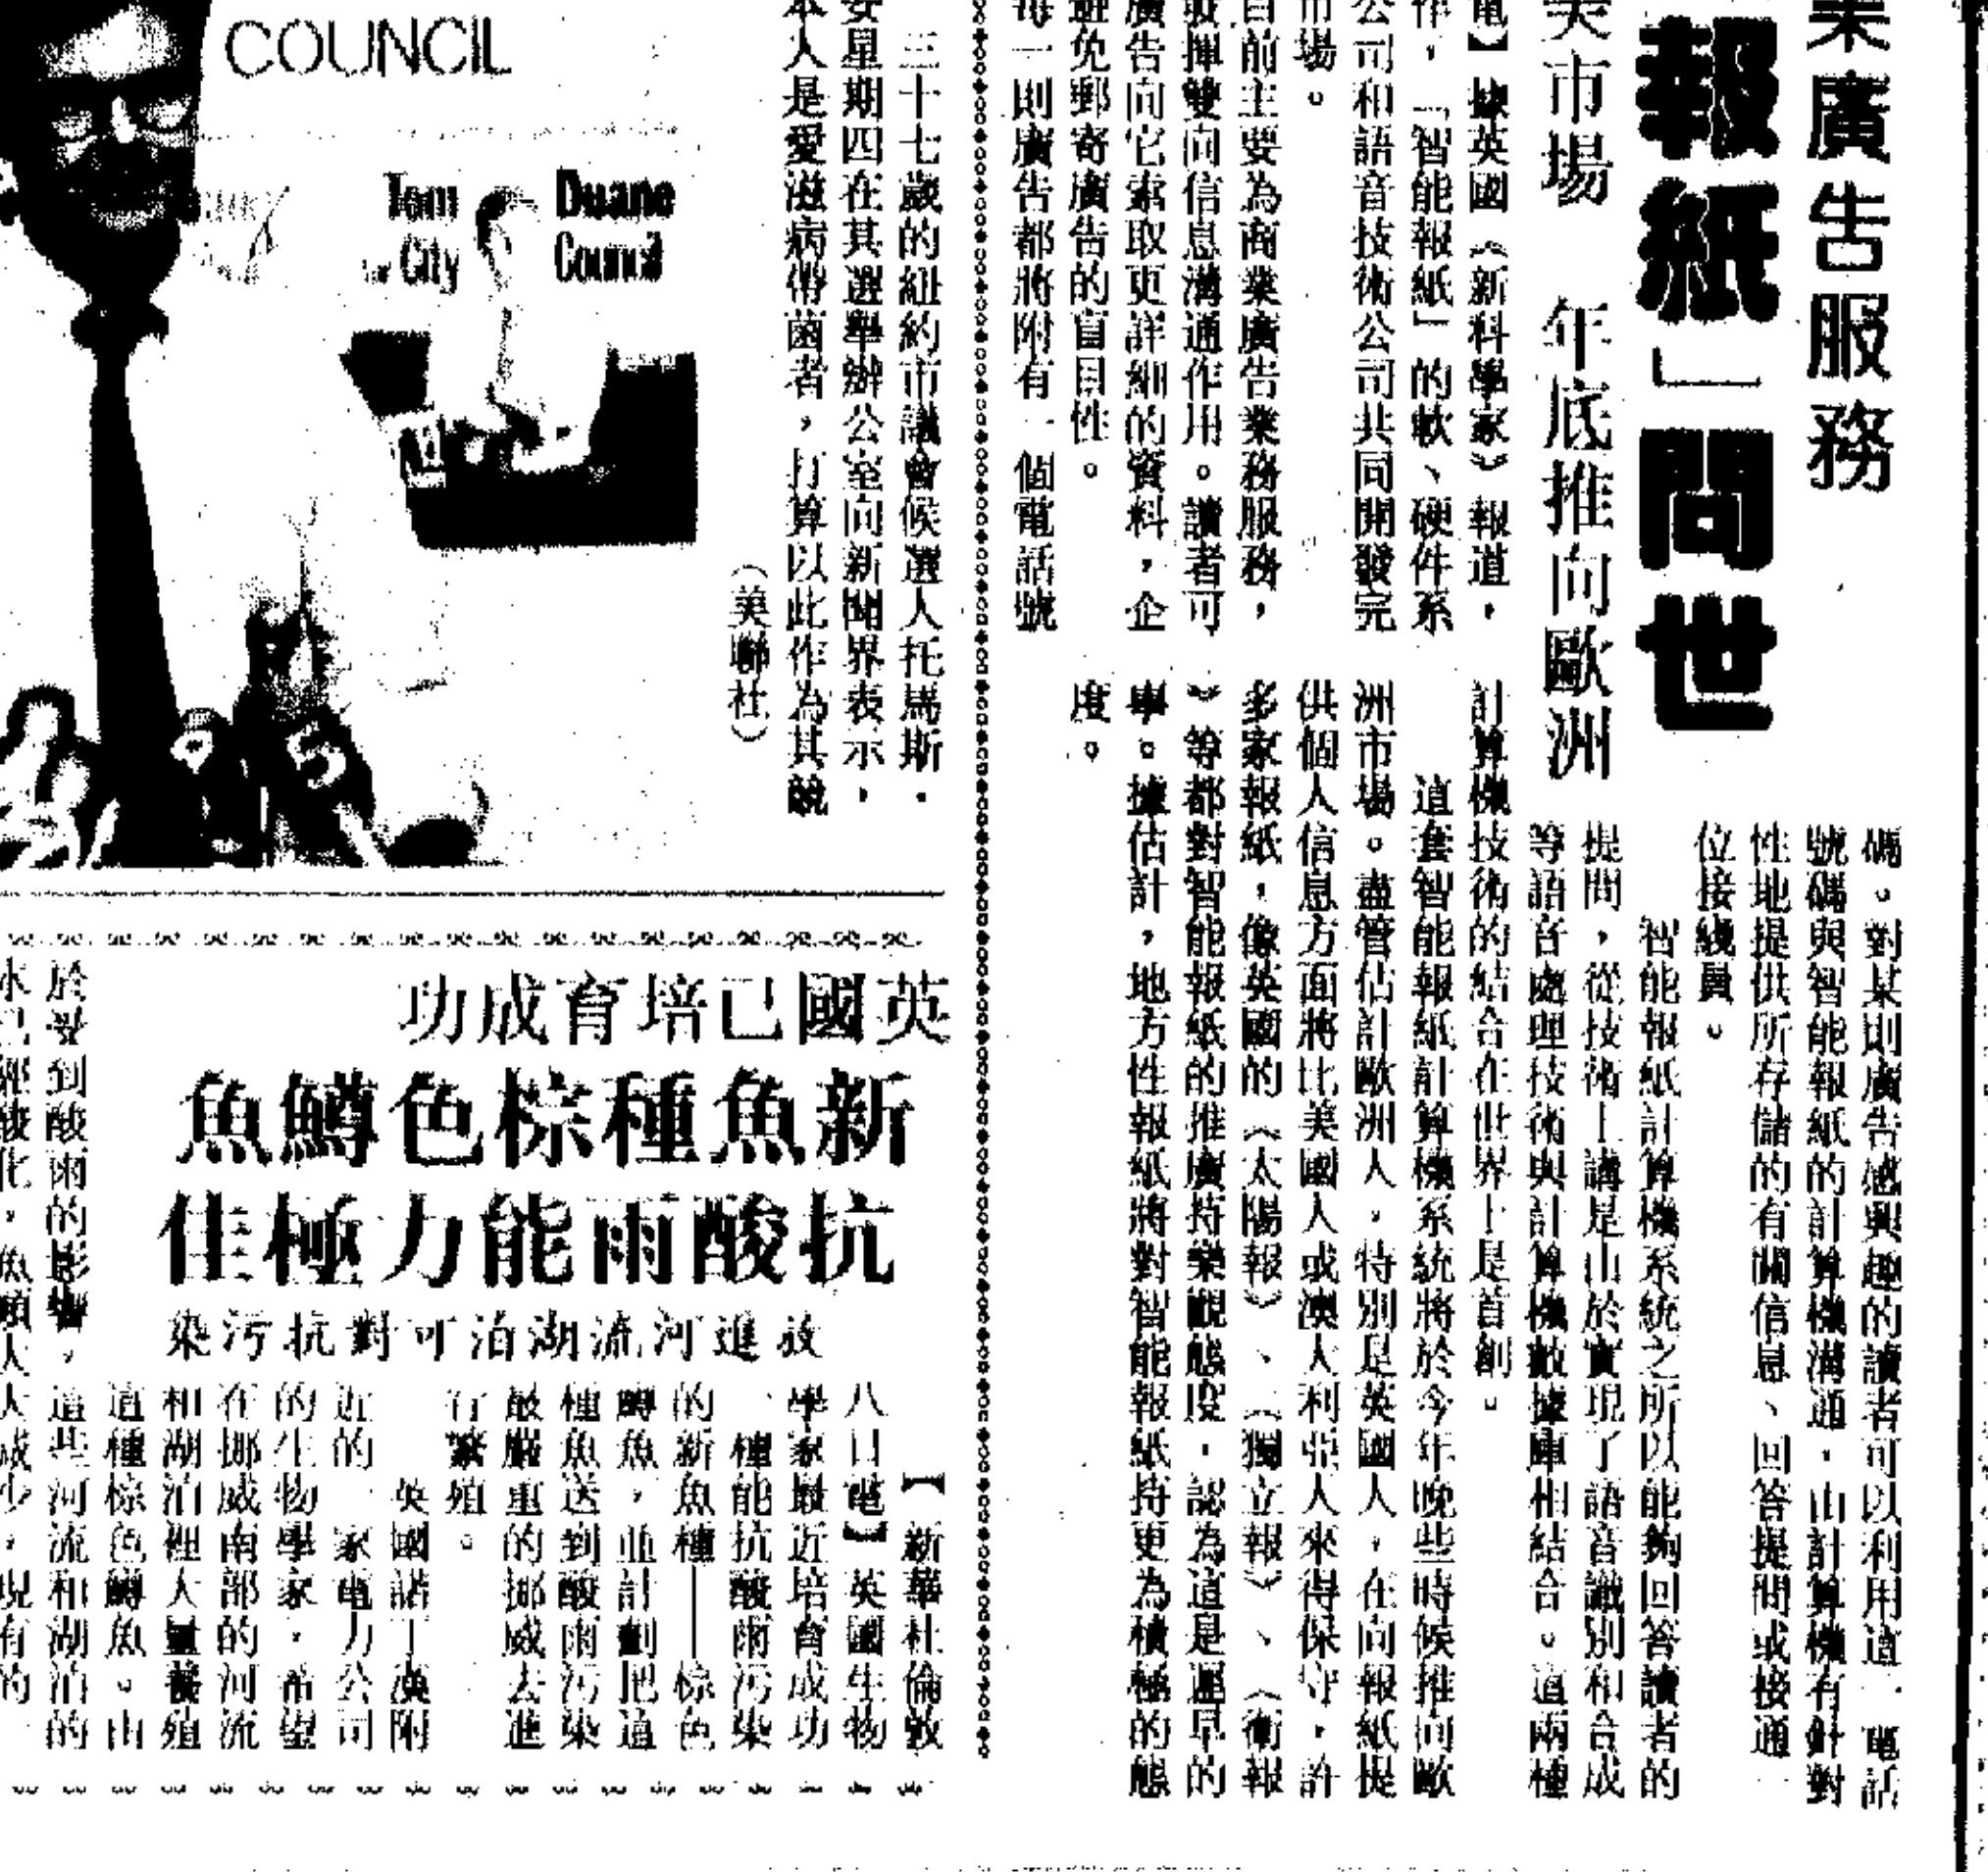 業廣告服務
報紙」問世
美市場 年底推向歐洲
電】據英國《新科學家》報道，
作，「智能報紙」的軟、硬件系
公司和語音技術公司共同開發完
市場。
目前主要為商業廣告業務服務，
發揮雙向信息溝通作用。讀者可
廣告向它索取更詳細的資料，企
避免郵寄廣告的盲目性。
每一則廣告都將附有一個電話號
碼。對某則廣告感興趣的讀者可以利用這一電話
號碼與智能報紙的計算機溝通，由計算機有針對
性地提供所存儲的有關信息、回答提問或接通一
位接綫員。
智能報紙計算機系統之所以能夠回答讀者的
提問，從技術上講是由於實現了語音識別和合成
等語音處理技術與計算機數據庫相結合。這兩種
計算機技術的結合在世界上是首創。
這套智能報紙計算機系統將於今年晚些時候推向歐
洲市場。盡管估計歐洲人，特別是英國人，在向報紙提
供個人信息方面將比美國人或澳大利亞人來得保守，許
多家報紙，像英國的《太陽報》、《獨立報》、《衛報
》等都對智能報紙的推廣持樂觀態度，認為這是遲早的
事。據估計，地方性報紙將對智能報紙持更為積極的態
度。
COUNCIL
Tom Duane
City Council
三十七歲的紐約市議會候選人托馬斯・
安星期四在其選舉辦公室向新聞界表示，
本人是愛滋病帶菌者，打算以此作為其競
（美聯社）
英國已培育成功
新魚種棕色鱒魚
抗酸雨能力極佳
放進河流湖泊可對抗污染
【新華社倫敦
八日電】英國生物
學家最近培育成功
一種能抗酸雨污染
的新魚種——棕色
鱒魚，並計劃把這
種魚送到酸雨污染
最嚴重的挪威去進
行繁殖。
英國諾丁漢附
近的一家電力公司
的生物學家，希望
在挪威南部的河流
和湖泊裡大量養殖
這種棕色鱒魚。由
於受到酸雨的影響，這些河流和湖泊的
水已經酸化，魚類大大減少，現有的